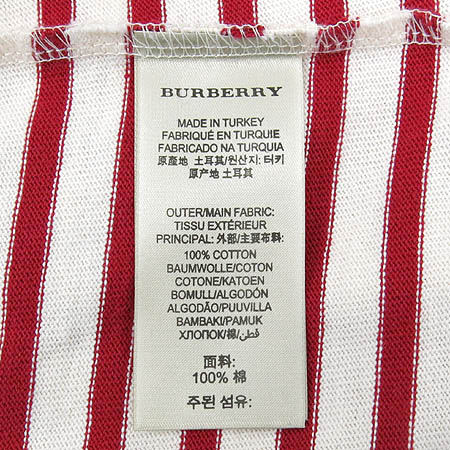 BURBERRY
MADE IN TURKEY
FABRIQUÉ EN TURQUIE
FABRICADO NA TURQUIA
原產地 土耳其/원산지: 터키
原产地 土耳其
OUTER/MAIN FABRIC:
TISSU EXTÉRIEUR
PRINCIPAL: 外部/主要布料:
100% COTTON
BAUMWOLLE/COTON
COTONE/KATOEN
BOMULL/ALGODÓN
ALGODÃO/PUUVILLA
BAMBAKI/PAMUK
ХЛОПОК/棉/قطن
面料:
100% 棉
주된 섬유: